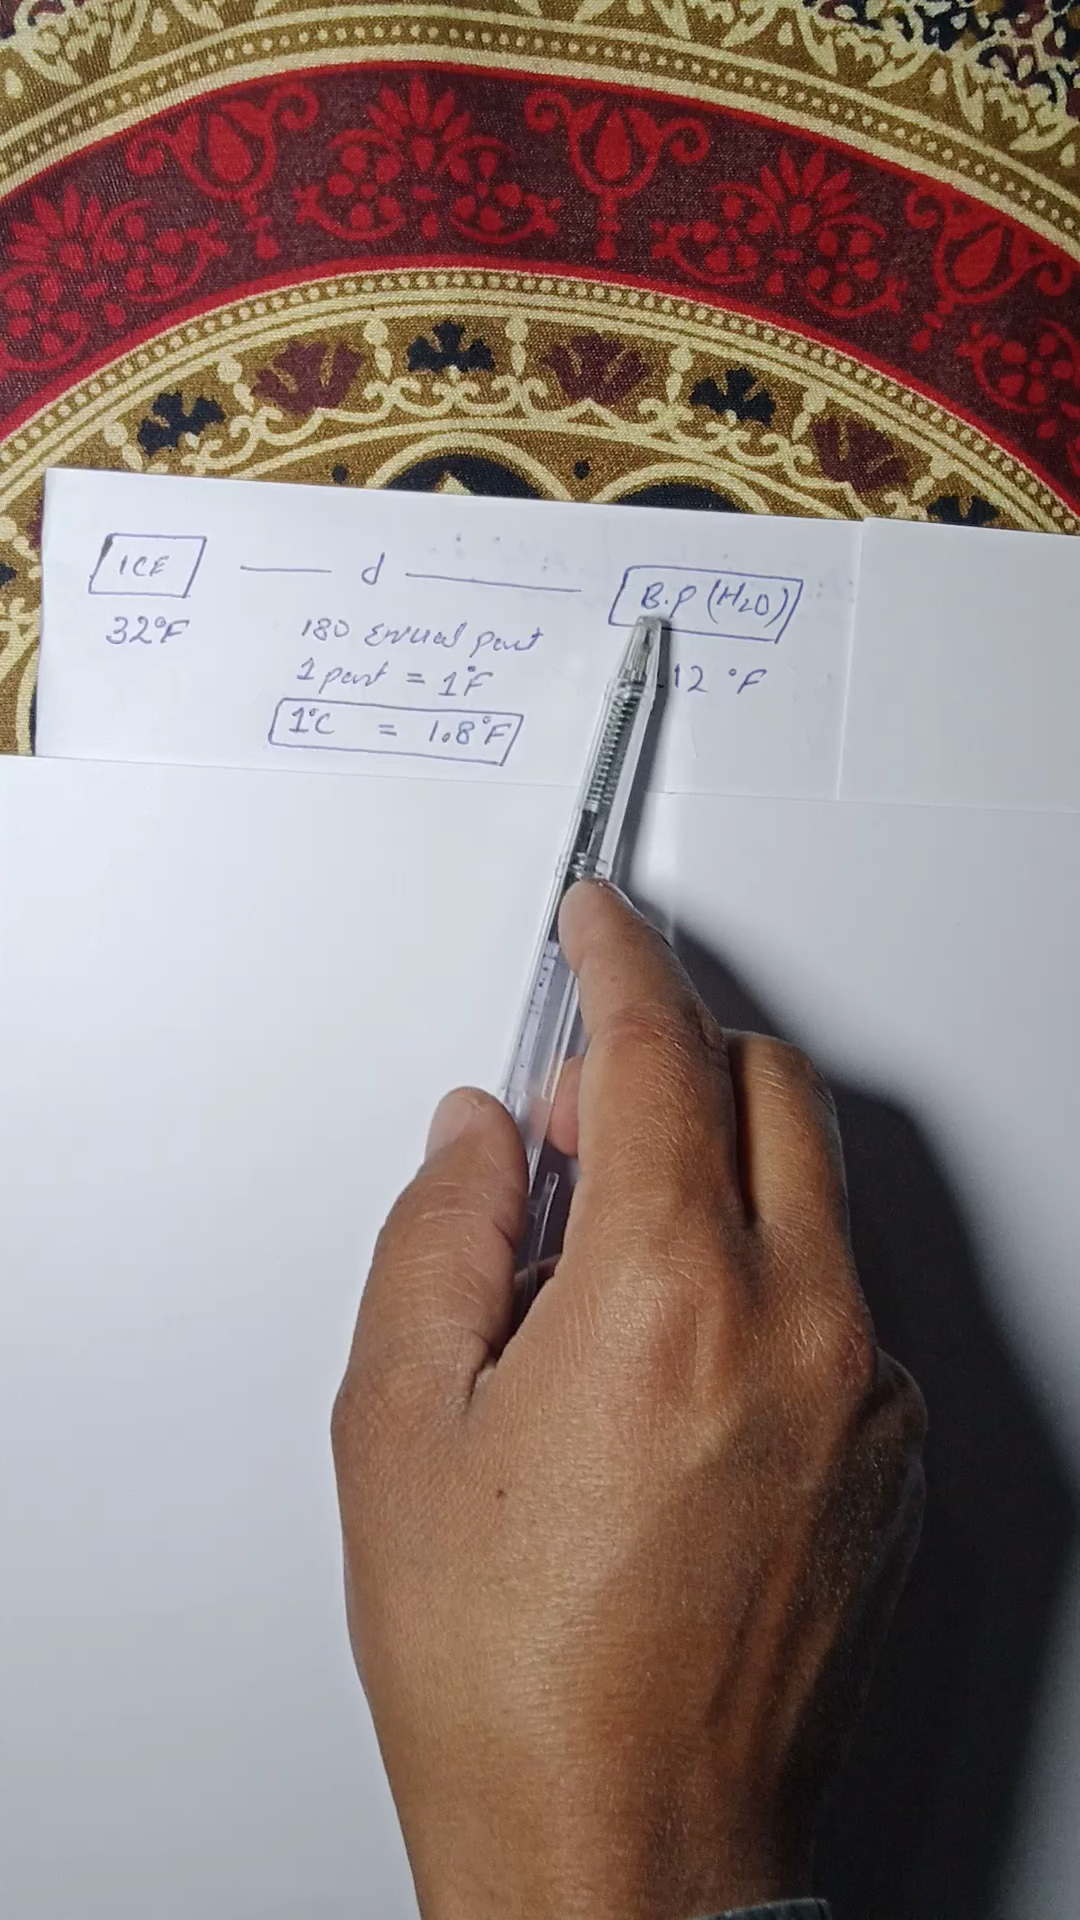 ICE —— d ——— B.P (H₂O)
32°F 180 Equal part 12 °F
1 part = 1°F
1°C = 1.8°F